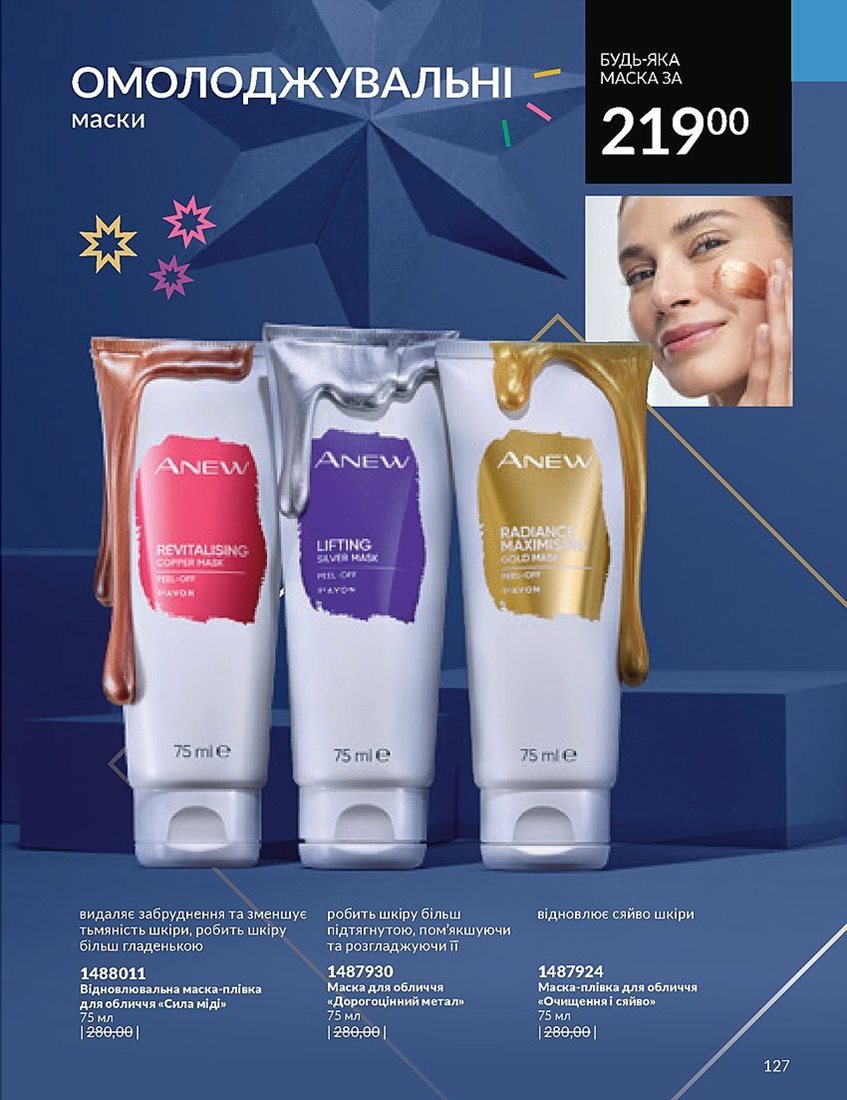 ОМОЛОДЖУВАЛЬНІ
маски
БУДЬ-ЯКА
МАСКА ЗА
219⁰⁰
ANEW
REVITALISING
COPPER MASK
PEEL-OFF
AVON
75 ml e
ANEW
LIFTING
SILVER MASK
PEEL-OFF
AVON
75 ml e
ANEW
RADIANCE
MAXIMISING
GOLD MASK
PEEL-OFF
AVON
75 ml e
видаляє забруднення та зменшує
тьмяність шкіри, робить шкіру
більш гладенькою
1488011
Відновлювальна маска-плівка
для обличчя «Сила міді»
75 мл
|280,00|
робить шкіру більш
підтягнутою, пом’якшуючи
та розгладжуючи її
1487930
Маска для обличчя
«Дорогоцінний метал»
75 мл
|280,00|
відновлює сяйво шкіри
1487924
Маска-плівка для обличчя
«Очищення і сяйво»
75 мл
|280,00|
127